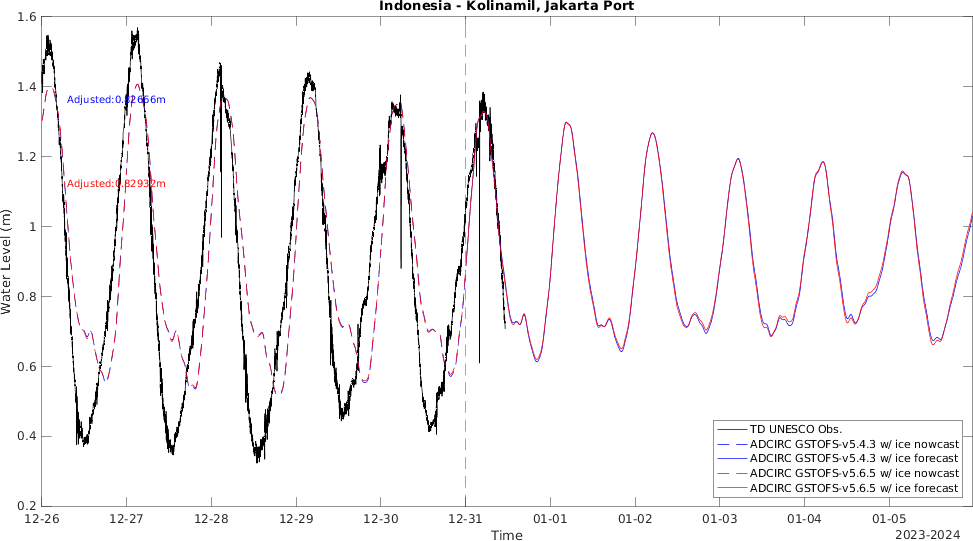 Indonesia - Kolinamil, Jakarta Port
1.6
1.4
1.2
1
0.8
0.6
0.4
0.2
Water Level (m)
Adjusted:0.82666m
Adjusted:0.82932m
TD UNESCO Obs.
ADCIRC GSTOFS-v5.4.3 w/ ice nowcast
ADCIRC GSTOFS-v5.4.3 w/ ice forecast
ADCIRC GSTOFS-v5.6.5 w/ ice nowcast
ADCIRC GSTOFS-v5.6.5 w/ ice forecast
12-26 12-27 12-28 12-29 12-30 12-31 01-01 01-02 01-03 01-04 01-05
Time
2023-2024